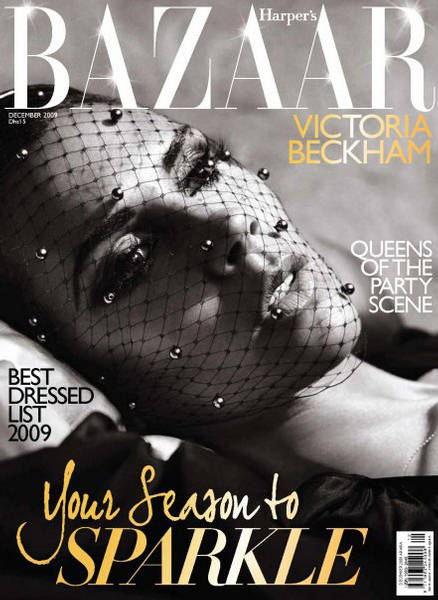 Harper's
BAZAAR
DECEMBER 2009
Dhs15
VICTORIA
BECKHAM
QUEENS
OF THE
PARTY
SCENE
BEST
DRESSED
LIST
2009
Your Season to
SPARKLE